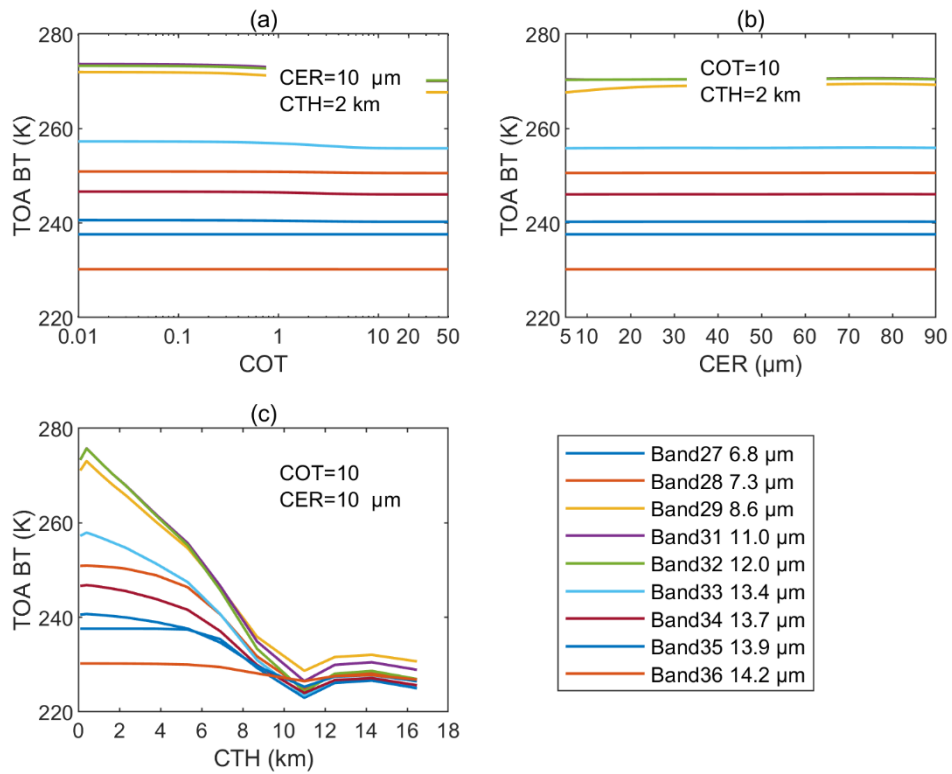 (a)
280
260
240
220
TOA BT (K)
CER=10 µm
CTH=2 km
0.01 0.1 1 10 20 50
COT
(b)
280
260
240
220
TOA BT (K)
COT=10
CTH=2 km
5 10 20 30 40 50 60 70 80 90
CER (µm)
(c)
280
260
240
220
TOA BT (K)
COT=10
CER=10 µm
0 2 4 6 8 10 12 14 16 18
CTH (km)
Band27 6.8 µm
Band28 7.3 µm
Band29 8.6 µm
Band31 11.0 µm
Band32 12.0 µm
Band33 13.4 µm
Band34 13.7 µm
Band35 13.9 µm
Band36 14.2 µm